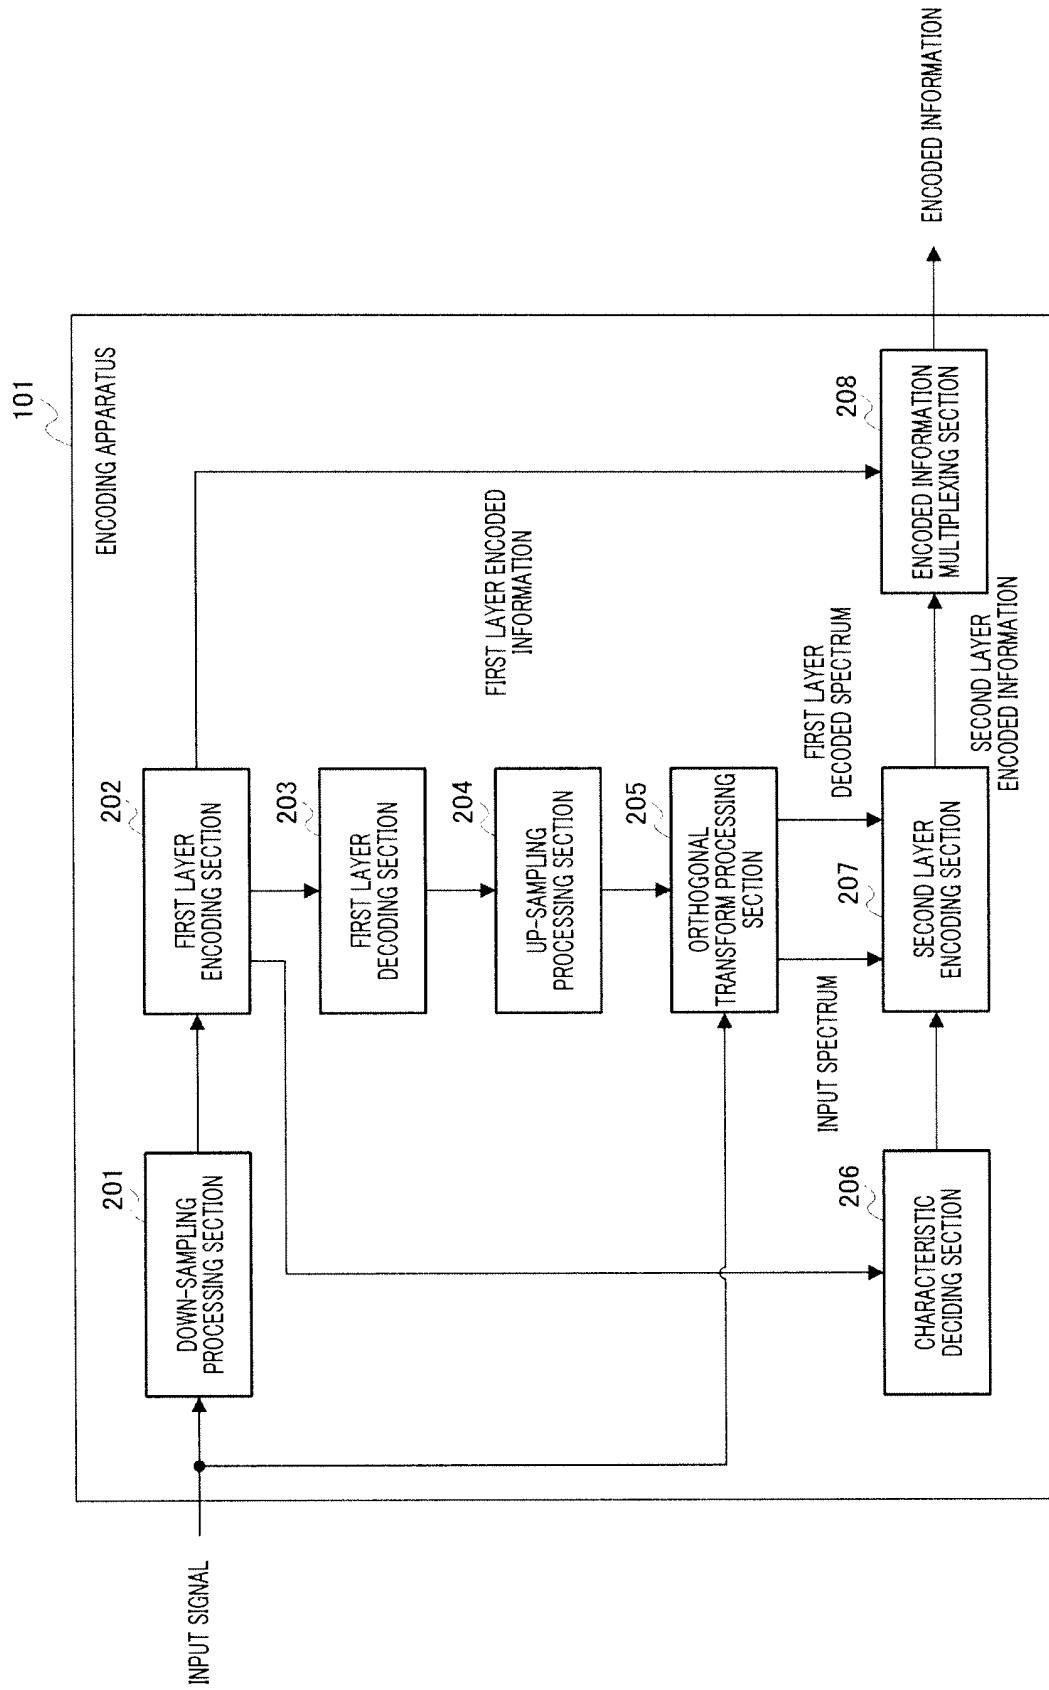 101
ENCODING APPARATUS
INPUT SIGNAL
201
DOWN-SAMPLING
PROCESSING SECTION
202
FIRST LAYER
ENCODING SECTION
203
FIRST LAYER
DECODING SECTION
204
UP-SAMPLING
PROCESSING SECTION
205
ORTHOGONAL
TRANSFORM PROCESSING
SECTION
FIRST LAYER ENCODED
INFORMATION
INPUT SPECTRUM
FIRST LAYER
DECODED SPECTRUM
206
CHARACTERISTIC
DECIDING SECTION
207
SECOND LAYER
ENCODING SECTION
SECOND LAYER
ENCODED INFORMATION
208
ENCODED INFORMATION
MULTIPLEXING SECTION
ENCODED INFORMATION